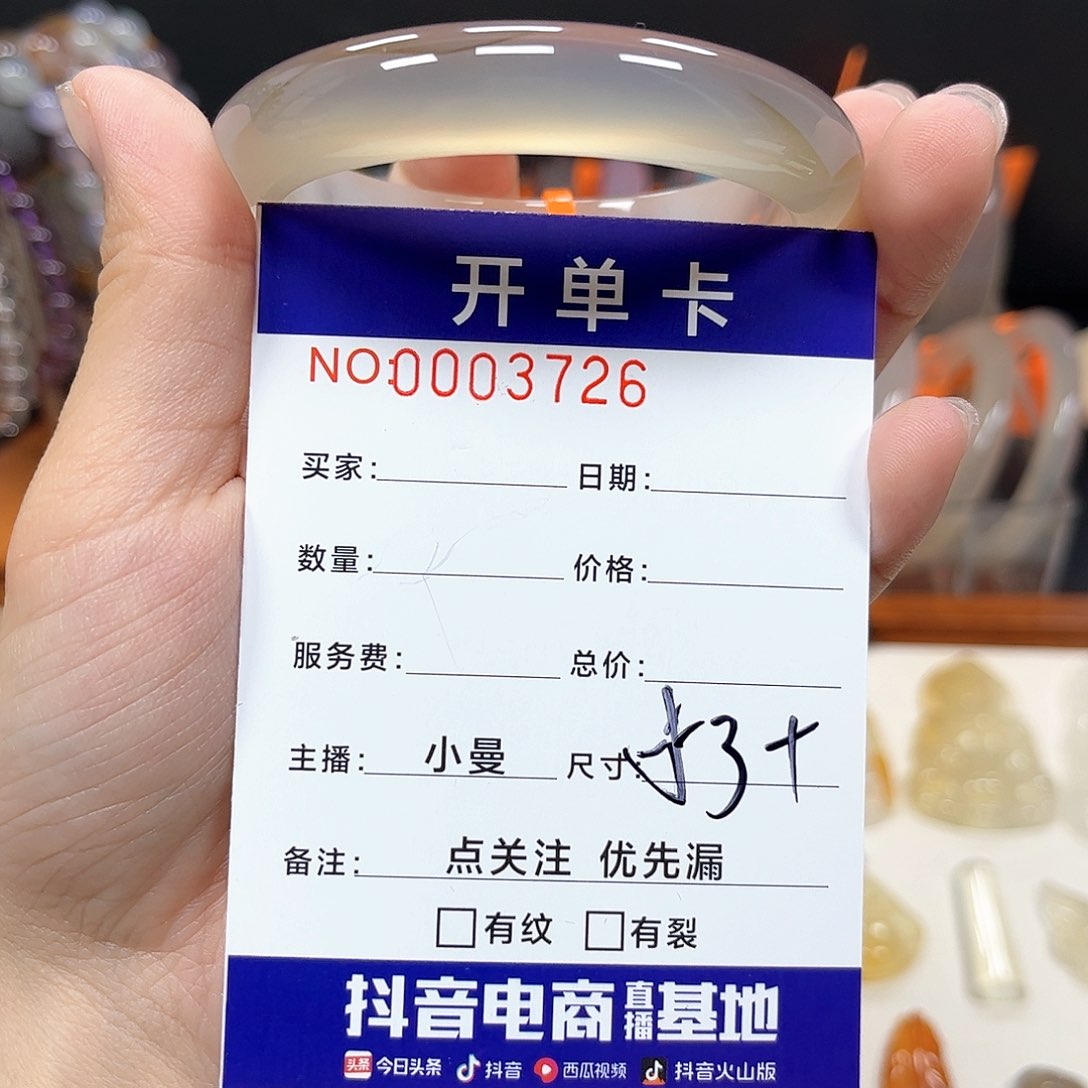 开单卡
NO:0003726
买家: 日期:
数量: 价格:
服务费: 总价:
主播: 小曼 尺寸: 53+
备注: 点关注 优先漏
有纹 有裂
抖音电商直播基地
头条 今日头条 抖音 西瓜视频 抖音火山版